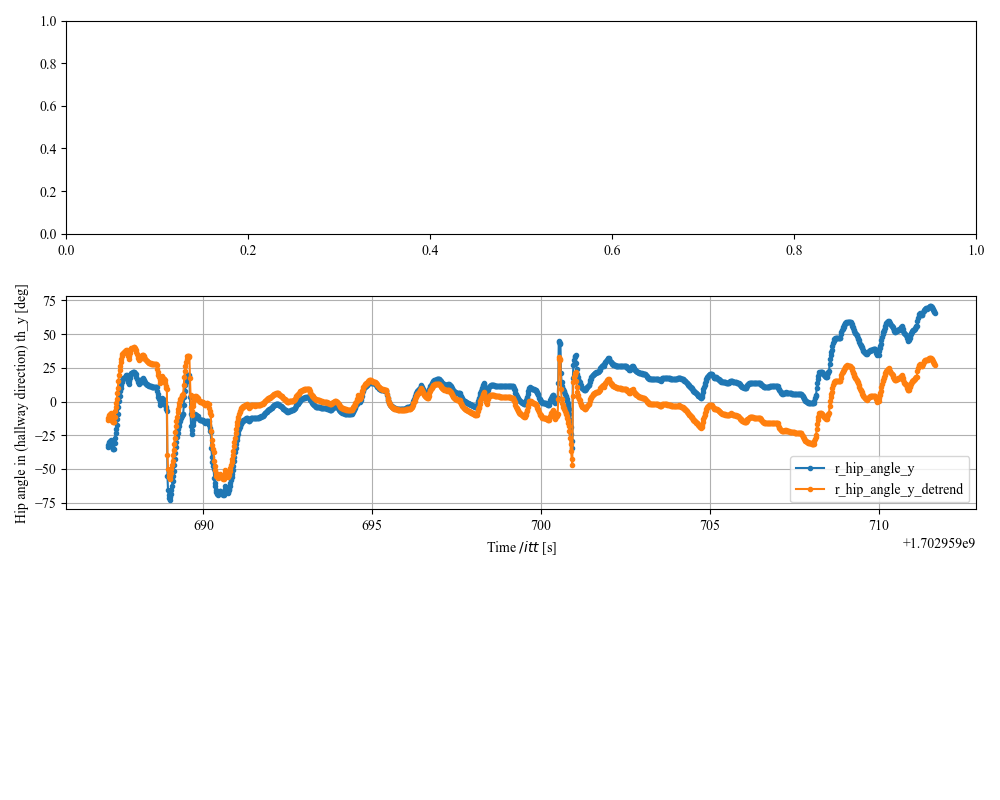 1.0
0.8
0.6
0.4
0.2
0.0
0.0 0.2 0.4 0.6 0.8 1.0
Hip angle in (hallway direction) th_y [deg]
75
50
25
0
−25
−50
−75
r_hip_angle_y
r_hip_angle_y_detrend
690 695 700 705 710
Time /itt [s]
+1.702959e9